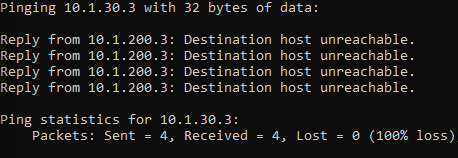 Pinging 10.1.30.3 with 32 bytes of data:
Reply from 10.1.200.3: Destination host unreachable.
Reply from 10.1.200.3: Destination host unreachable.
Reply from 10.1.200.3: Destination host unreachable.
Reply from 10.1.200.3: Destination host unreachable.
Ping statistics for 10.1.30.3:
Packets: Sent = 4, Received = 4, Lost = 0 (100% loss)